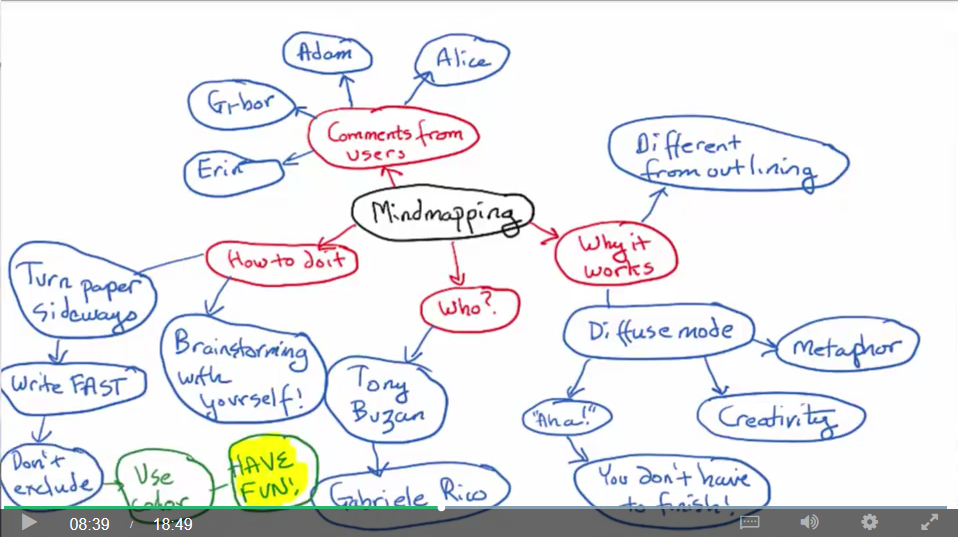 Adam
Alice
Grbor
Comments from
users
Erin
Different
from outlining
Mindmapping
Why it
works
How to do it
Turn paper
sideways
Who?
Diffuse mode
Metaphor
Brainstorming
with
yourself!
Write FAST
Tony
Buzan
"Aha!"
Creativity
Don't
exclude
Use
color
HAVE
FUN!
Gabriele Rico
You don't have
to finish!
08:39 / 18:49